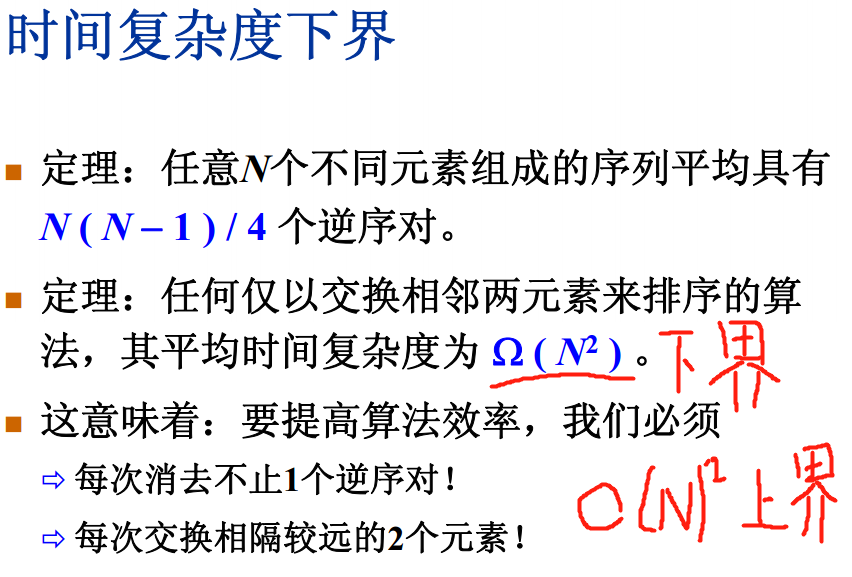 时间复杂度下界
定理：任意N个不同元素组成的序列平均具有
N ( N – 1 ) / 4 个逆序对。
定理：任何仅以交换相邻两元素来排序的算
法，其平均时间复杂度为 Ω ( N² ) 。下界
这意味着：要提高算法效率，我们必须
⇨ 每次消去不止1个逆序对！
O(N)² 上界
⇨ 每次交换相隔较远的2个元素！